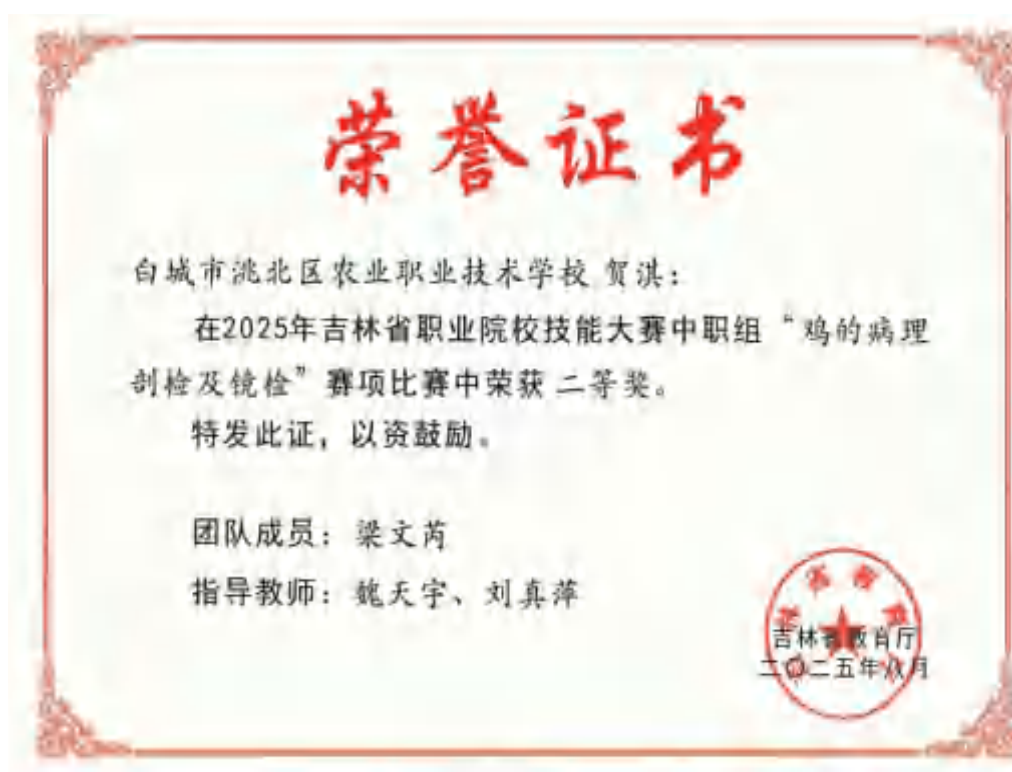 荣誉证书
白城市洮北区农业职业技术学校 贺淇：
在2025年吉林省职业院校技能大赛中职组“鸡的病理
剖检及镜检”赛项比赛中荣获 二等奖。
特发此证，以资鼓励。
团队成员：梁文芮
指导教师：魏天宇、刘真萍
吉林省教育厅
二〇二五年八月